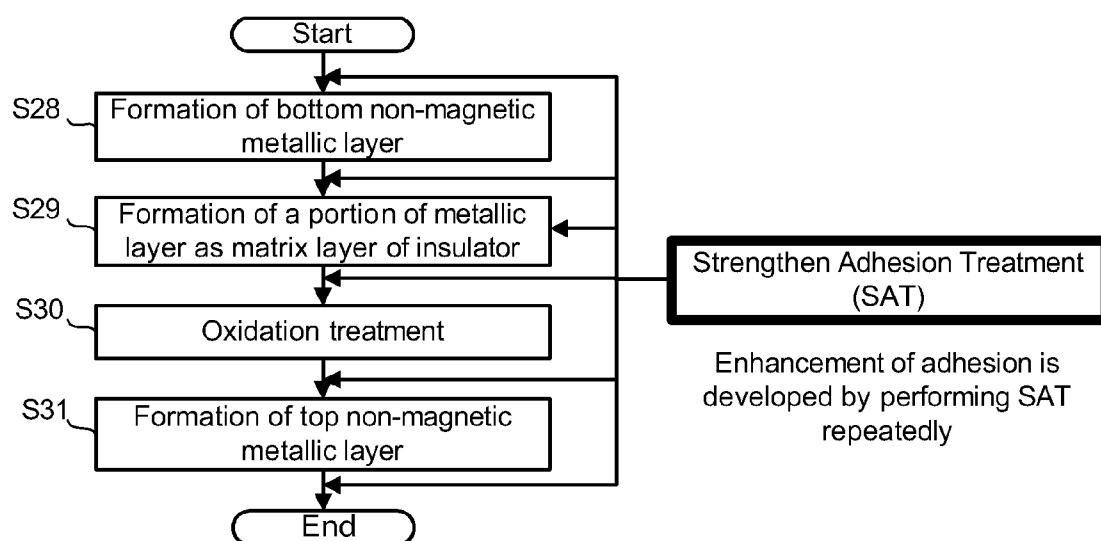 Start
S28
Formation of bottom non-magnetic
metallic layer
S29
Formation of a portion of metallic
layer as matrix layer of insulator
Strengthen Adhesion Treatment
(SAT)
S30
Oxidation treatment
Enhancement of adhesion is
developed by performing SAT
repeatedly
S31
Formation of top non-magnetic
metallic layer
End